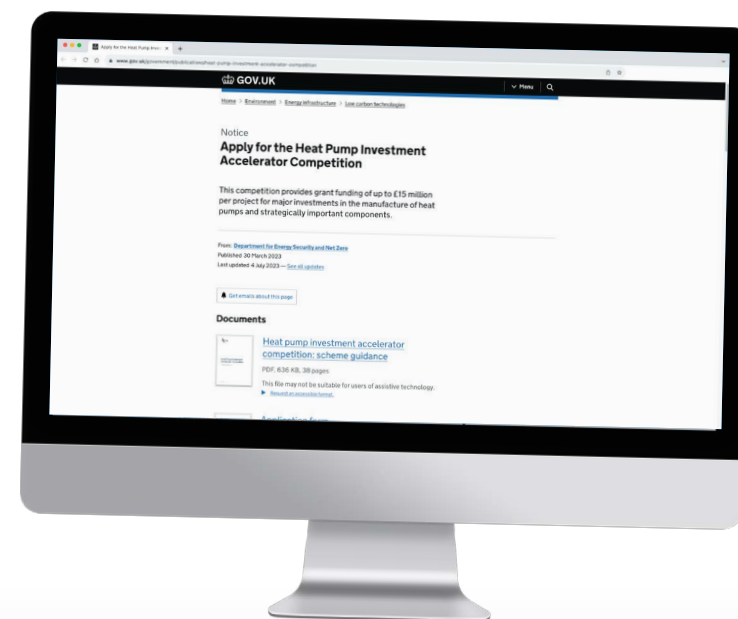 Apply for the Heat Pump Inves
www.gov.uk/government/publications/heat-pump-investment-accelerator-competition
GOV.UK
Menu
Home > Environment > Energy infrastructure > Low carbon technologies
Notice
Apply for the Heat Pump Investment
Accelerator Competition
This competition provides grant funding of up to £15 million
per project for major investments in the manufacture of heat
pumps and strategically important components.
From: Department for Energy Security and Net Zero
Published 30 March 2023
Last updated 4 July 2023 — See all updates
Get emails about this page
Documents
Heat pump investment accelerator
competition: scheme guidance
PDF, 636 KB, 38 pages
This file may not be suitable for users of assistive technology.
Request an accessible format.
Application form